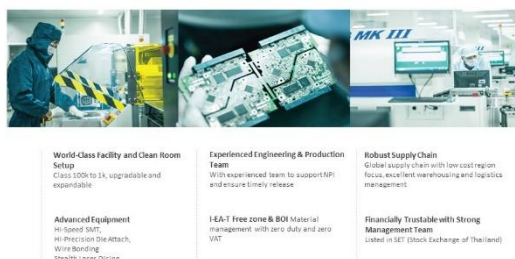 MK III
World-Class Facility and Clean Room
Setup
Class 100k to 1k, upgradable and
expandable
Experienced Engineering & Production
Team
With experienced team to support NPI
and ensure timely release
Robust Supply Chain
Global supply chain with low cost region
focus, excellent warehousing and logistics
management
Advanced Equipment
Hi-Speed SMT,
Hi-Precision Die Attach,
Wire Bonding
Stealth Laser Dicing
I-EA-T Free zone & BOI Material
management with zero duty and zero
VAT
Financially Trustable with Strong
Management Team
Listed in SET (Stock Exchange of Thailand)